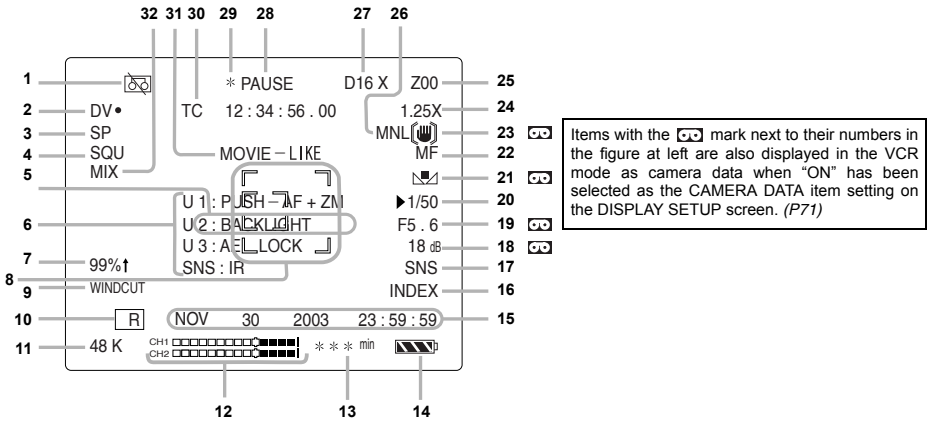 32 31 30 29 28 27 26
1 * PAUSE D16 X Z00 25
2 DV TC 12 : 34 : 56 . 00 1.25X 24
3 SP MNL 23
4 SQU MOVIE – LIKE MF 22
MIX 21
5
U 1 : PUSH – AF + ZM 1/50 20
6 U 2 : BACKLIGHT F5 . 6 19
U 3 : AE LOCK 18 dB 18
7 99% SNS : IR SNS 17
8
9 WINDCUT INDEX 16
10 R NOV 30 2003 23 : 59 : 59 15
11 48 K CH1 * * * min
CH2
12 13 14
Items with the mark next to their numbers in
the figure at left are also displayed in the VCR
mode as camera data when “ON” has been
selected as the CAMERA DATA item setting on
the DISPLAY SETUP screen. (P71)